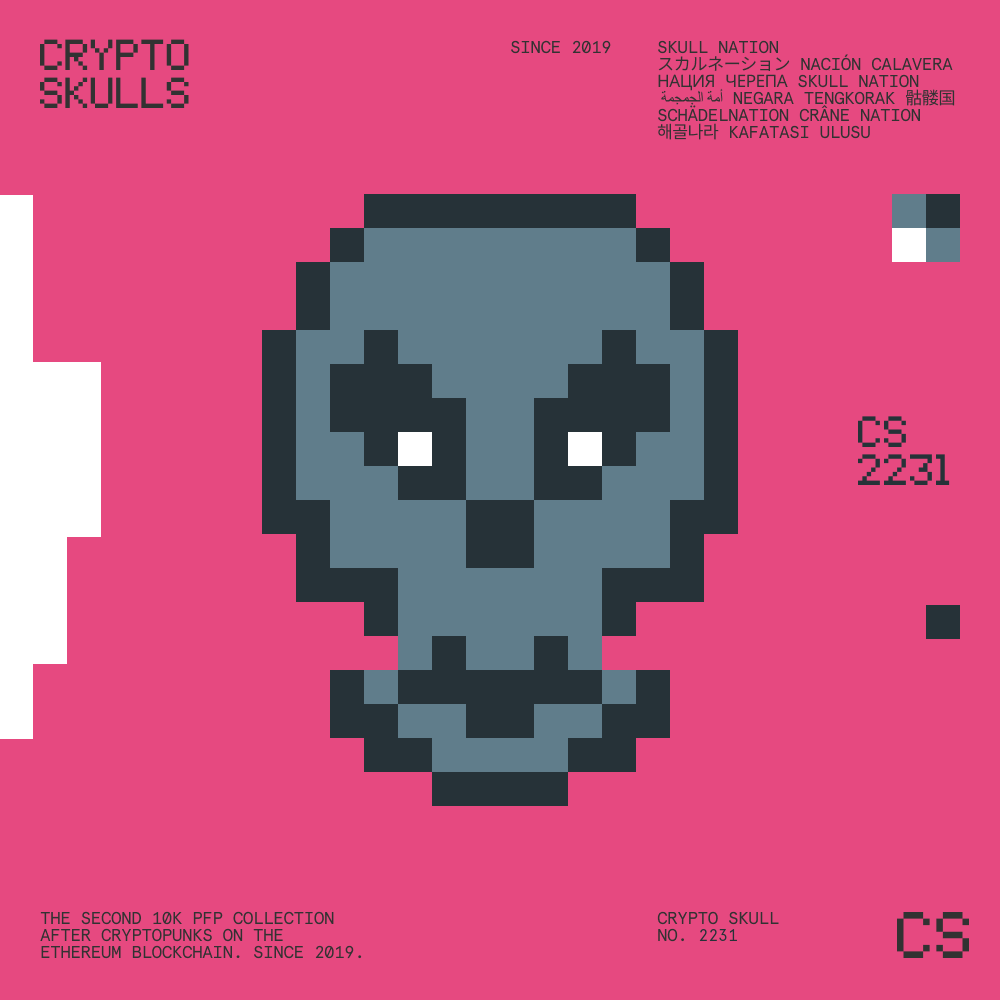 CRYPTO
SKULLS
SINCE 2019
SKULL NATION
スカルネーション NACIÓN CALAVERA
НАЦИЯ ЧЕРЕПА SKULL NATION
أمة الجمجمة NEGARA TENGKORAK 骷髅国
SCHÄDELNATION CRÂNE NATION
해골나라 KAFATASI ULUSU
CS
2231
THE SECOND 10K PFP COLLECTION
AFTER CRYPTOPUNKS ON THE
ETHEREUM BLOCKCHAIN. SINCE 2019.
CRYPTO SKULL
NO. 2231
CS